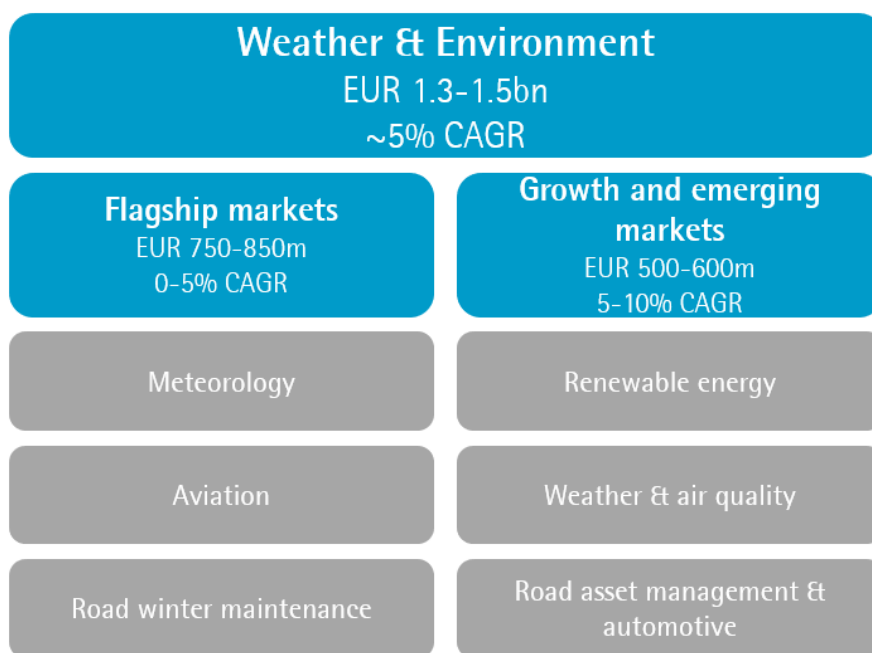 Weather & Environment
EUR 1.3-1.5bn
~5% CAGR
Flagship markets
EUR 750-850m
0-5% CAGR
Growth and emerging
markets
EUR 500-600m
5-10% CAGR
Meteorology
Renewable energy
Aviation
Weather & air quality
Road winter maintenance
Road asset management &
automotive